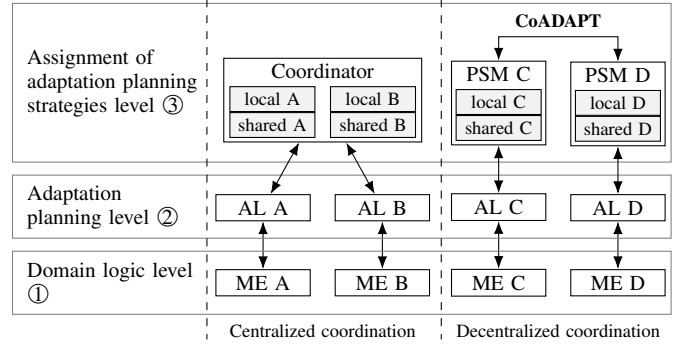 CoADAPT
Assignment of
adaptation planning
strategies level ③
Coordinator
local A
shared A
local B
shared B
PSM C
local C
shared C
PSM D
local D
shared D
Adaptation
planning level ②
AL A
AL B
AL C
AL D
Domain logic level
①
ME A
ME B
ME C
ME D
Centralized coordination
Decentralized coordination